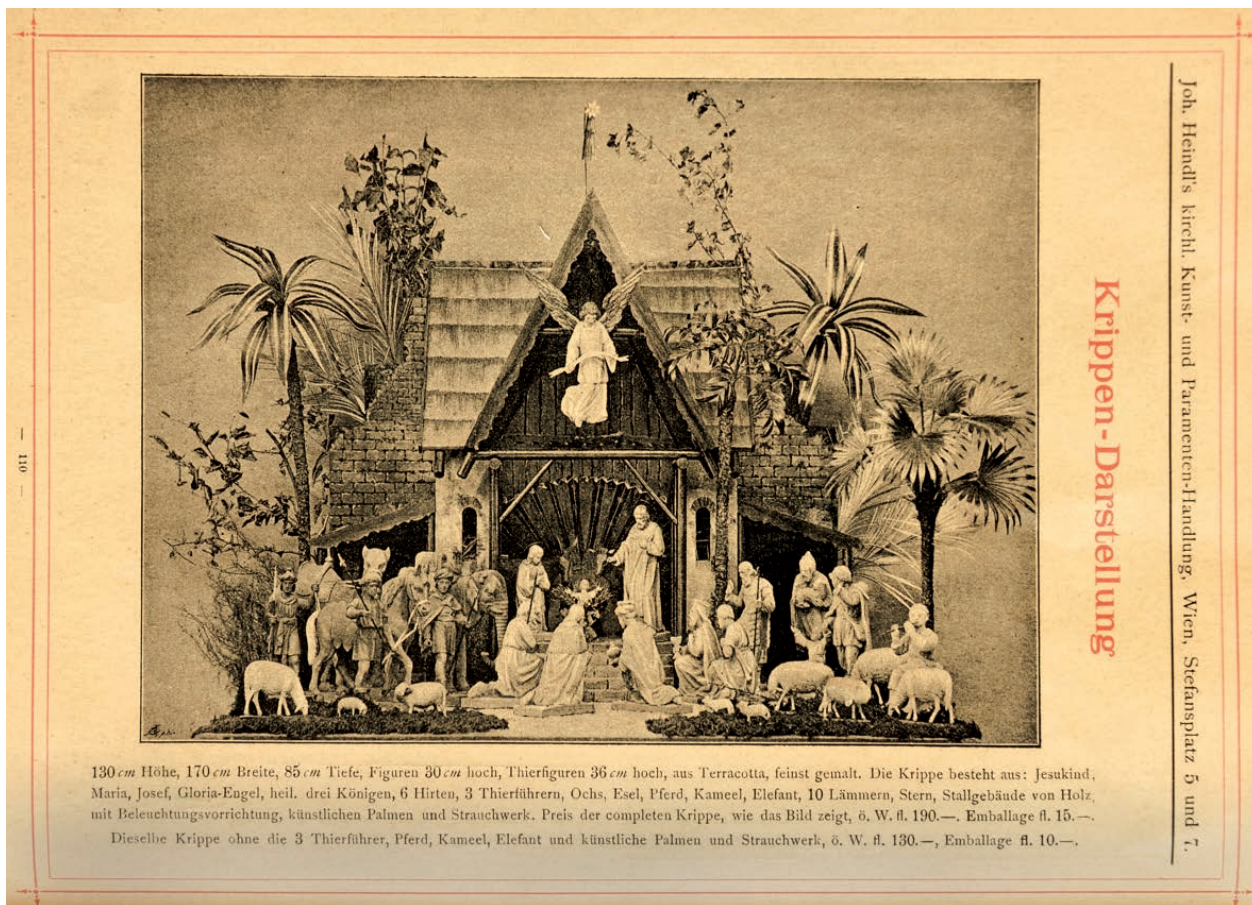 Joh. Heindl's kirchl. Kunst- und Paramenten-Handlung, Wien, Stefansplatz 5 und 7.
Krippen-Darstellung
130 cm Höhe, 170 cm Breite, 85 cm Tiefe, Figuren 30 cm hoch, Thierfiguren 36 cm hoch, aus Terracotta, feinst gemalt. Die Krippe besteht aus: Jesukind,
Maria, Josef, Gloria-Engel, heil. drei Königen, 6 Hirten, 3 Thierführern, Ochs, Esel, Pferd, Kameel, Elefant, 10 Lämmern, Stern, Stallgebäude von Holz,
mit Beleuchtungsvorrichtung, künstlichen Palmen und Strauchwerk. Preis der completen Krippe, wie das Bild zeigt, ö. W. fl. 190.—. Emballage fl. 15.—.
Dieselbe Krippe ohne die 3 Thierführer, Pferd, Kameel, Elefant und künstliche Palmen und Strauchwerk, ö. W. fl. 130.—, Emballage fl. 10.—.
— 110 —